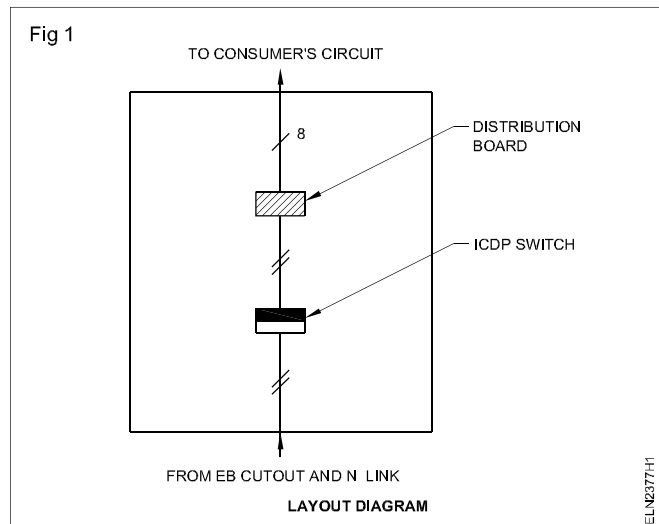 Fig 1
TO CONSUMER'S CIRCUIT
8
DISTRIBUTION
BOARD
ICDP SWITCH
FROM EB CUTOUT AND N LINK
LAYOUT DIAGRAM
ELN2377H1